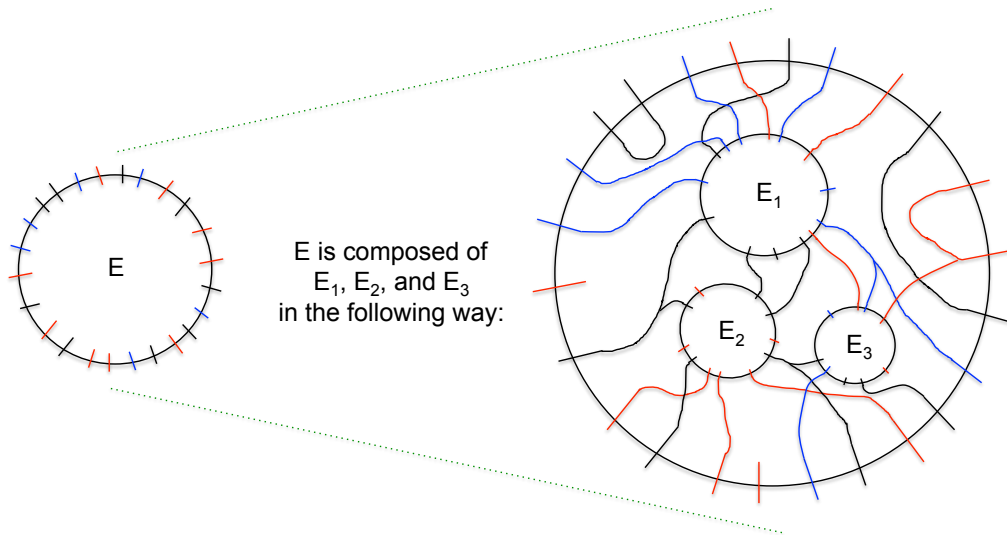 E
E is composed of
E₁, E₂, and E₃
in the following way:
E₁
E₂
E₃